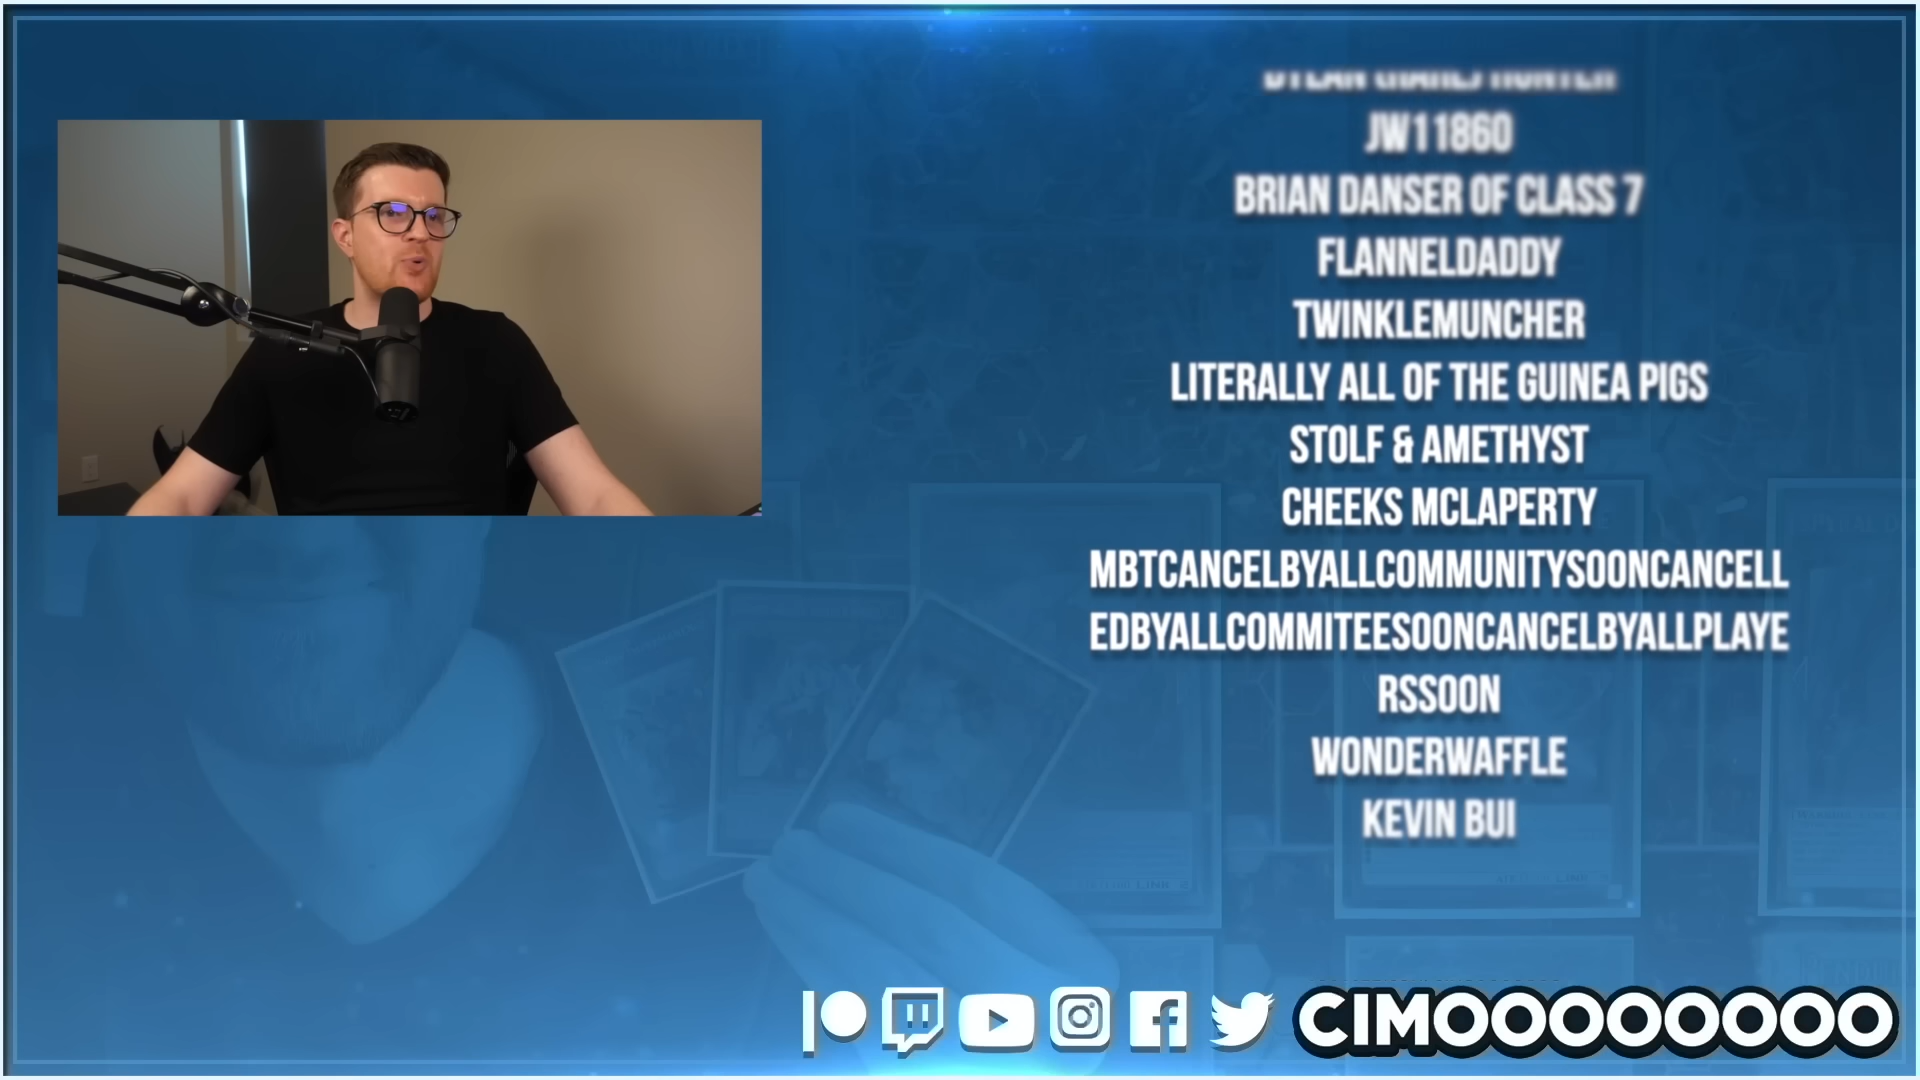 JW11860
BRIAN DANSER OF CLASS 7
FLANNELDADDY
TWINKLEMUNCHER
LITERALLY ALL OF THE GUINEA PIGS
STOLF & AMETHYST
CHEEKS MCLAPERTY
MBTCANCELBYALLCOMMUNITYSOONCANCELL
EDBYALLCOMMITEESOONCANCELBYALLPLAYE
RSSOON
WONDERWAFFLE
KEVIN BUI
CIMOOOOOOOOO